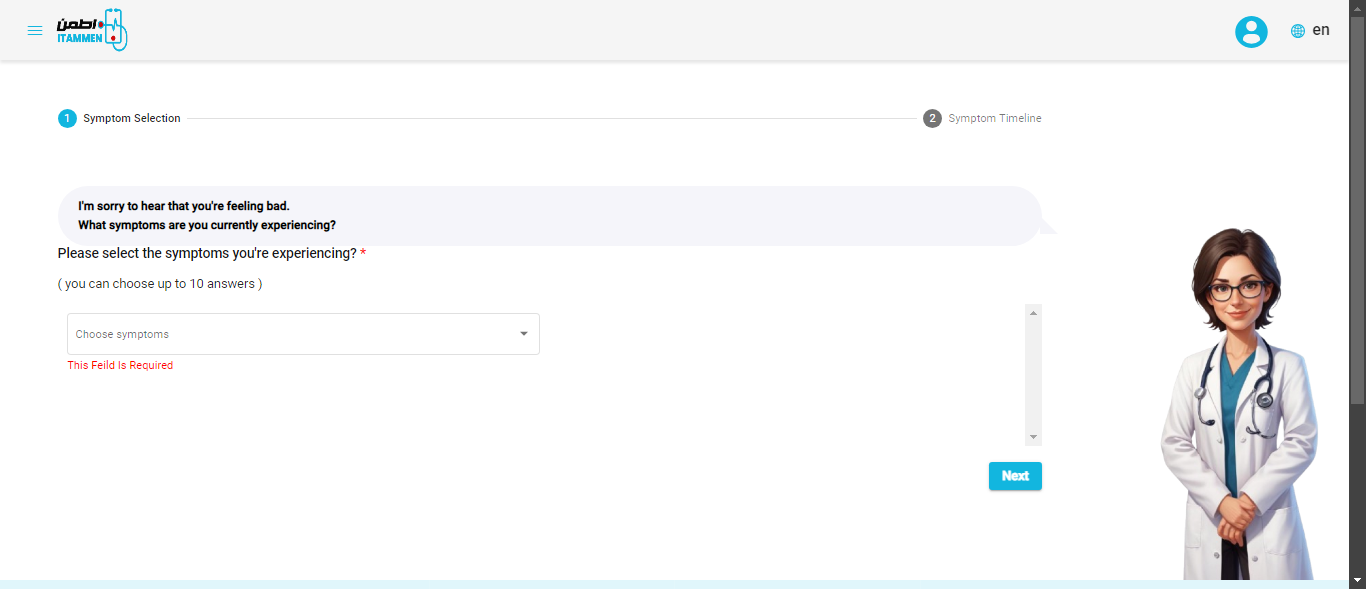 اطمن
ITAMMEN
en
1 Symptom Selection
2 Symptom Timeline
I'm sorry to hear that you're feeling bad.
What symptoms are you currently experiencing?
Please select the symptoms you're experiencing? *
( you can choose up to 10 answers )
Choose symptoms
This Feild Is Required
Next